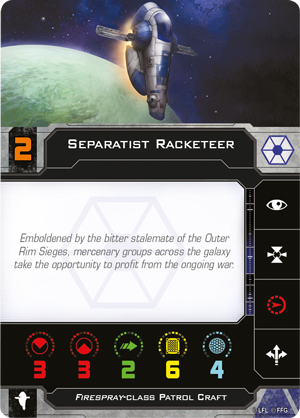 2 SEPARATIST RACKETEER
Emboldened by the bitter stalemate of the Outer
Rim Sieges, mercenary groups across the galaxy
take the opportunity to profit from the ongoing war.
3 3 2 6 4
FIRESPRAY-CLASS PATROL CRAFT
LFL ©FFG